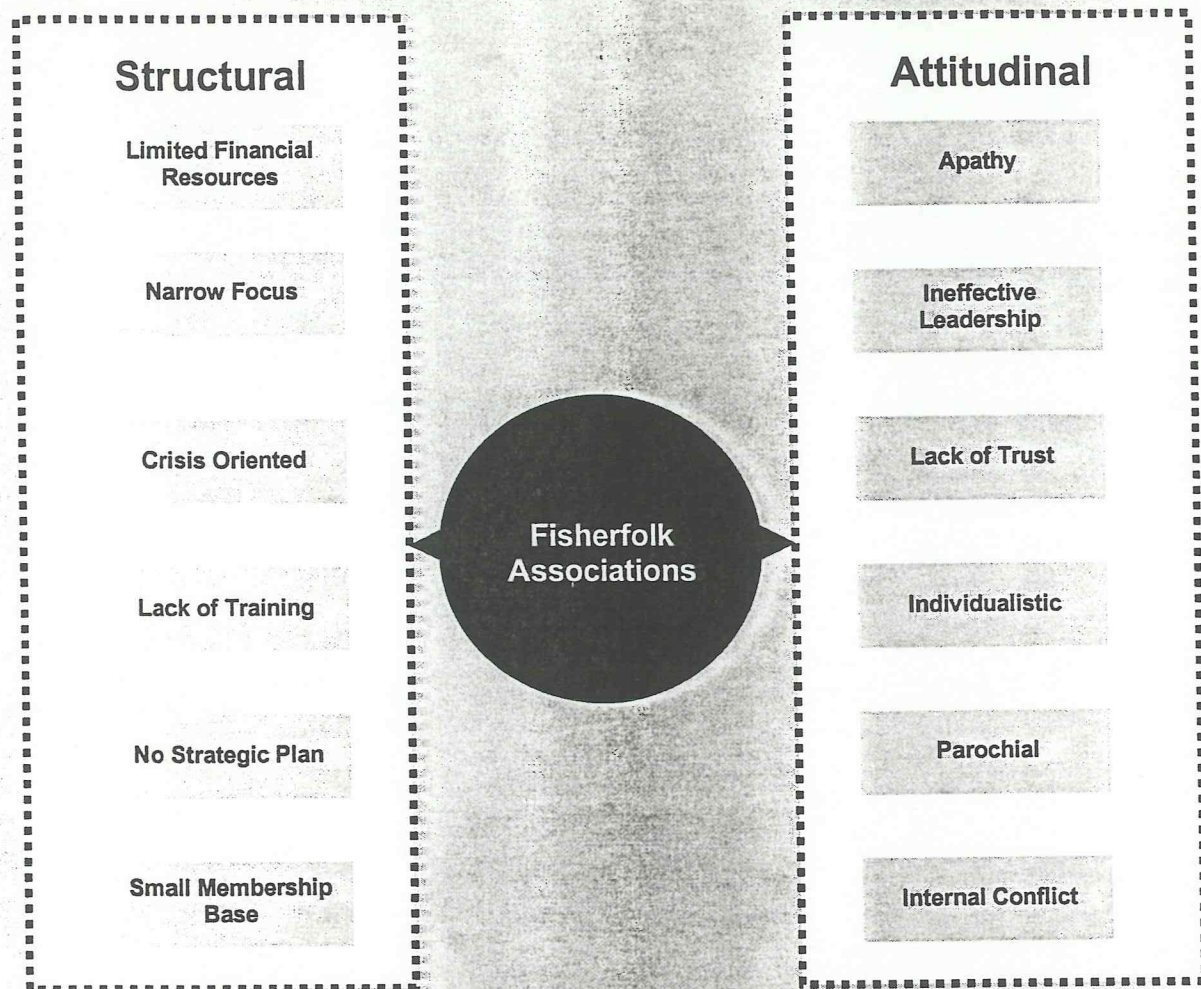 Structural
Limited Financial
Resources
Narrow Focus
Crisis Oriented
Lack of Training
No Strategic Plan
Small Membership
Base
Fisherfolk
Associations
Attitudinal
Apathy
Ineffective
Leadership
Lack of Trust
Individualistic
Parochial
Internal Conflict